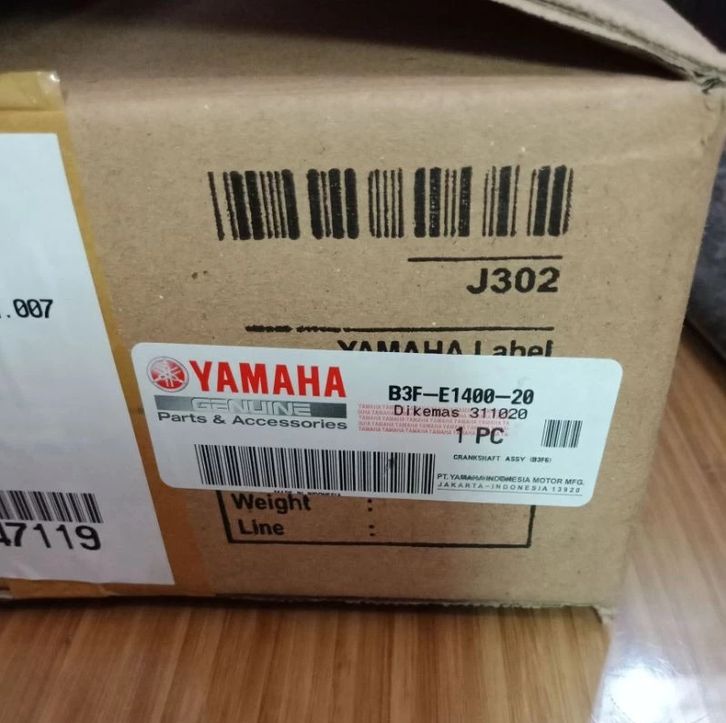 J302
YAMAHA Label
.007
YAMAHA
GENUINE
Parts & Accessories
B3F-E1400-20
Dikemas 311020
1 PC
CRANKSHAFT ASSY (B3F6)
PT.YAMAHA INDONESIA MOTOR MFG.
JAKARTA-INDONESIA 13920
Weight :
Line :
47119